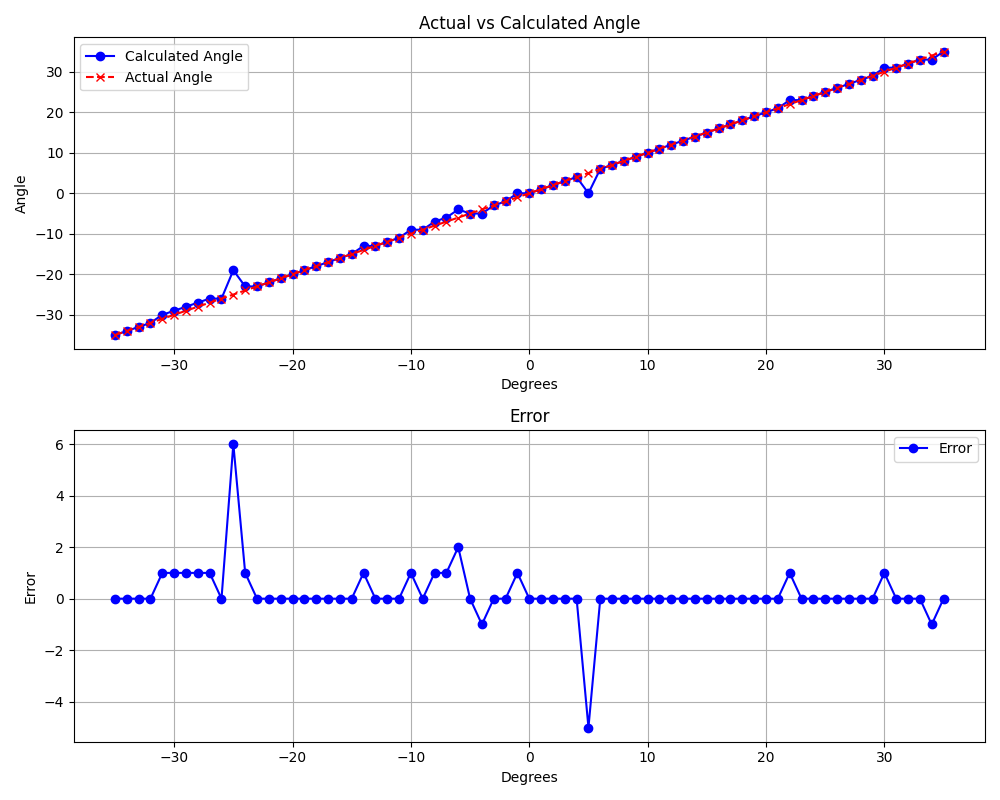 Actual vs Calculated Angle
Calculated Angle
Actual Angle
30
20
10
0
−10
−20
−30
Angle
−30 −20 −10 0 10 20 30
Degrees
Error
Error
6
4
2
0
−2
−4
Error
−30 −20 −10 0 10 20 30
Degrees